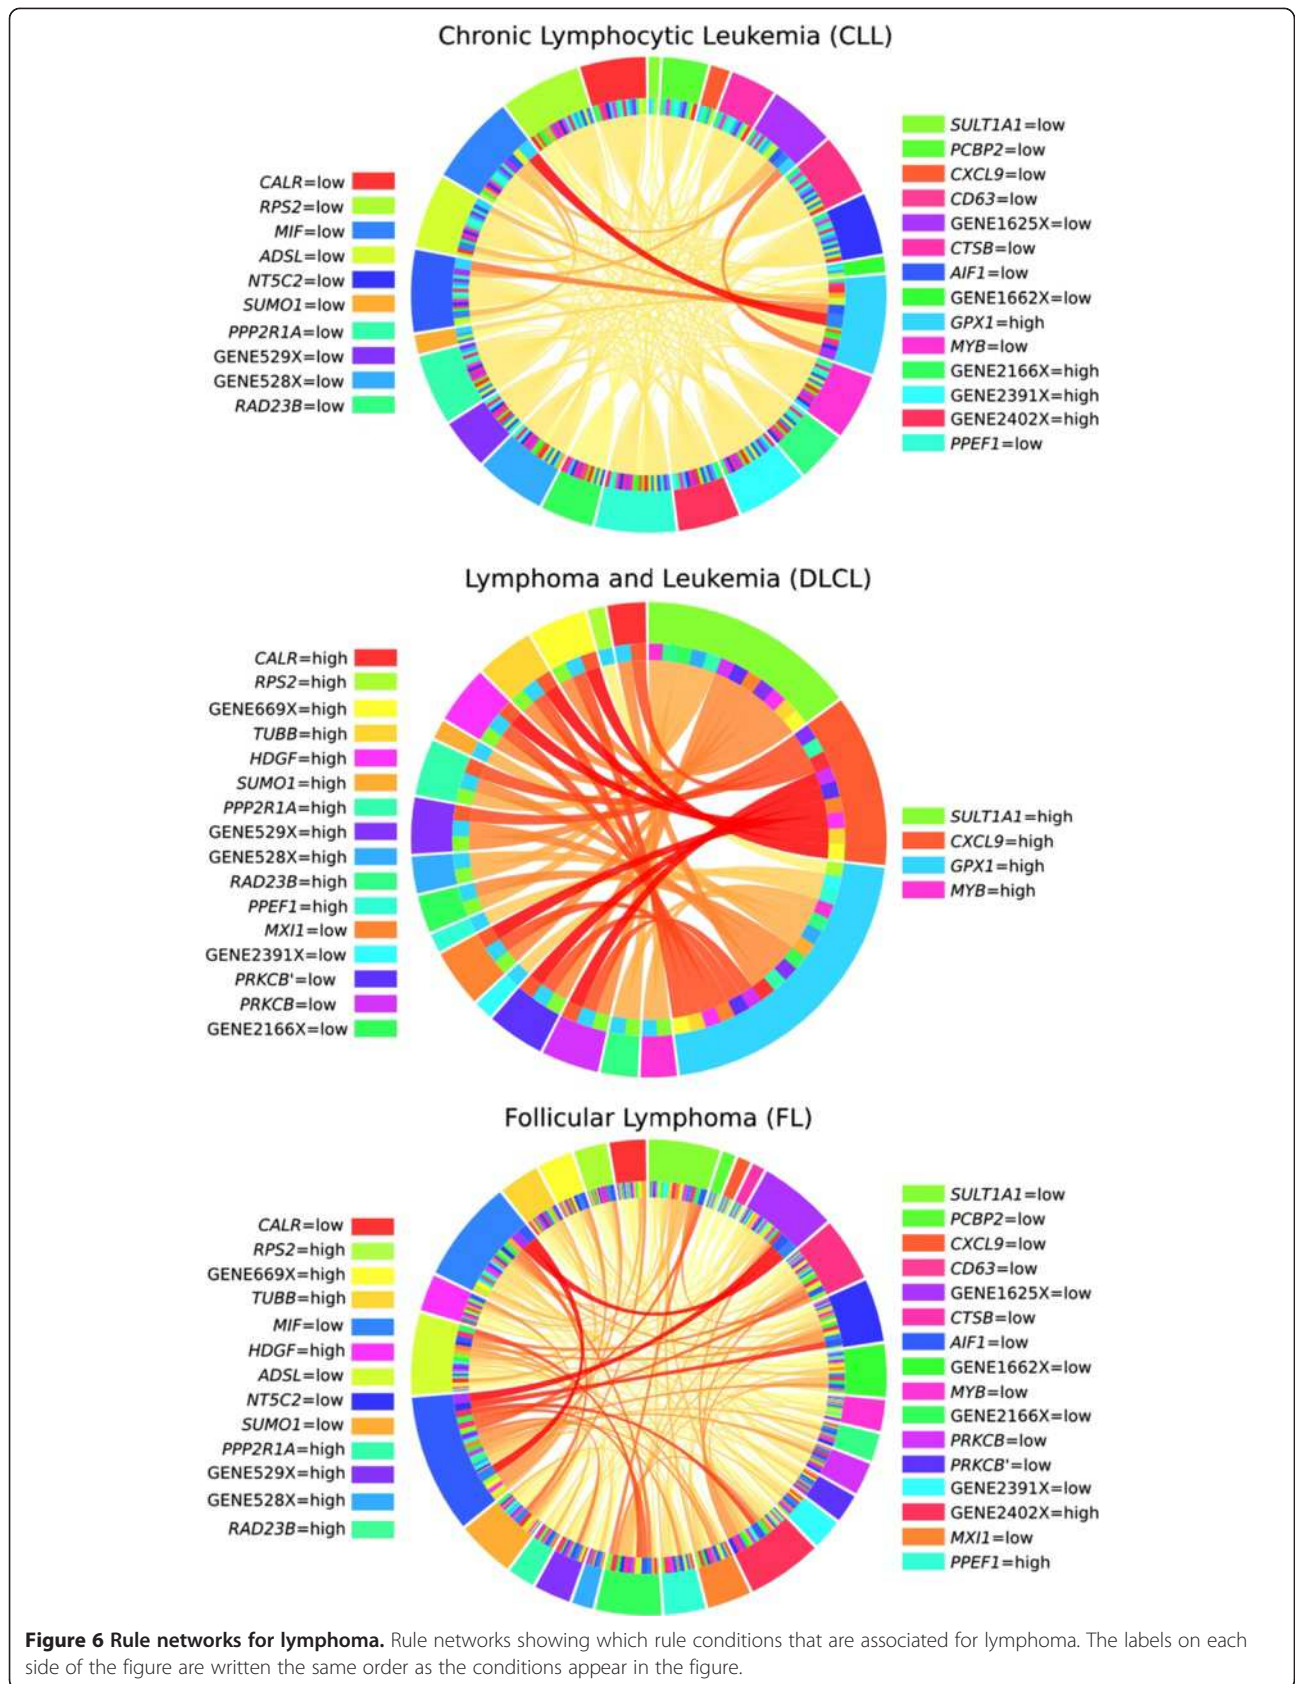 Chronic Lymphocytic Leukemia (CLL)
CALR=low
RPS2=low
MIF=low
ADSL=low
NT5C2=low
SUMO1=low
PPP2R1A=low
GENE529X=low
GENE528X=low
RAD23B=low
SULT1A1=low
PCBP2=low
CXCL9=low
CD63=low
GENE1625X=low
CTSB=low
AIF1=low
GENE1662X=low
GPX1=high
MYB=low
GENE2166X=high
GENE2391X=high
GENE2402X=high
PPEF1=low
Lymphoma and Leukemia (DLCL)
CALR=high
RPS2=high
GENE669X=high
TUBB=high
HDGF=high
SUMO1=high
PPP2R1A=high
GENE529X=high
GENE528X=high
RAD23B=high
PPEF1=high
MXI1=low
GENE2391X=low
PRKCB'=low
PRKCB=low
GENE2166X=low
SULT1A1=high
CXCL9=high
GPX1=high
MYB=high
Follicular Lymphoma (FL)
CALR=low
RPS2=high
GENE669X=high
TUBB=high
MIF=low
HDGF=high
ADSL=low
NT5C2=low
SUMO1=low
PPP2R1A=high
GENE529X=high
GENE528X=high
RAD23B=high
SULT1A1=low
PCBP2=low
CXCL9=low
CD63=low
GENE1625X=low
CTSB=low
AIF1=low
GENE1662X=low
MYB=low
GENE2166X=low
PRKCB=low
PRKCB'=low
GENE2391X=low
GENE2402X=high
MXI1=low
PPEF1=high
Figure 6 Rule networks for lymphoma. Rule networks showing which rule conditions that are associated for lymphoma. The labels on each
side of the figure are written the same order as the conditions appear in the figure.